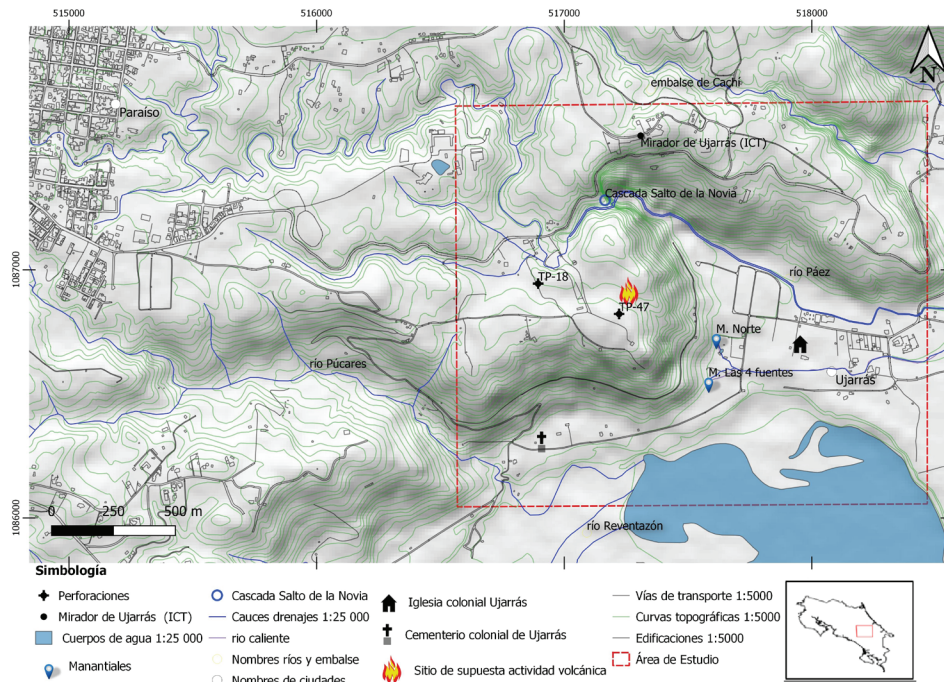 515000 516000 517000 518000
embalse de Cachí
N
Paraíso
Mirador de Ujarrás (ICT)
Cascada Salto de la Novia
1087000
TP-18
río Páez
TP-47
M. Norte
río Púcares
M. Las 4 fuentes
Ujarrás
1086000
0 250 500 m
río Reventazón
Simbología
Perforaciones
Mirador de Ujarrás (ICT)
Cuerpos de agua 1:25 000
Manantiales
Cascada Salto de la Novia
Cauces drenajes 1:25 000
rio caliente
Nombres ríos y embalse
Nombres de ciudades
Iglesia colonial Ujarrás
Cementerio colonial de Ujarrás
Sitio de supuesta actividad volcánica
Vías de transporte 1:5000
Curvas topográficas 1:5000
Edificaciones 1:5000
Área de Estudio